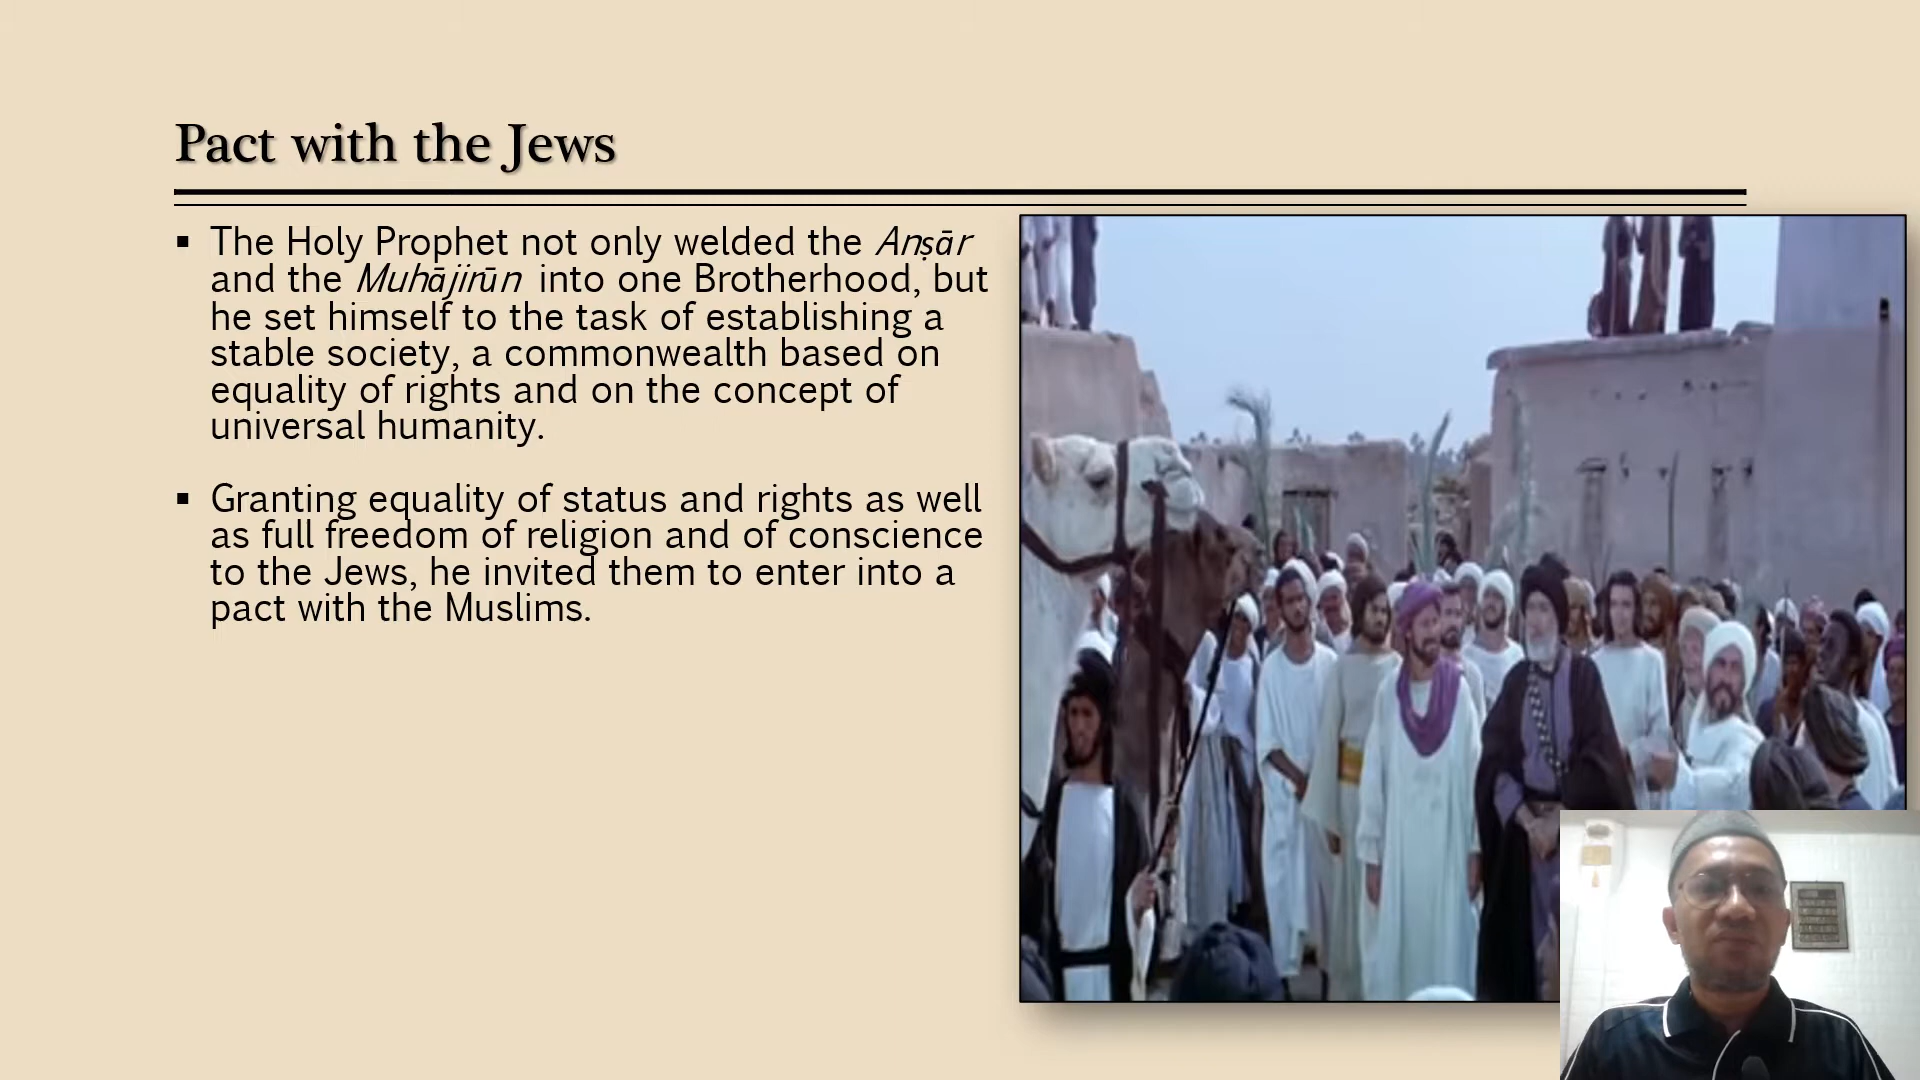 Pact with the Jews
▪ The Holy Prophet not only welded the Anṣār
and the Muhājirūn into one Brotherhood, but
he set himself to the task of establishing a
stable society, a commonwealth based on
equality of rights and on the concept of
universal humanity.
▪ Granting equality of status and rights as well
as full freedom of religion and of conscience
to the Jews, he invited them to enter into a
pact with the Muslims.